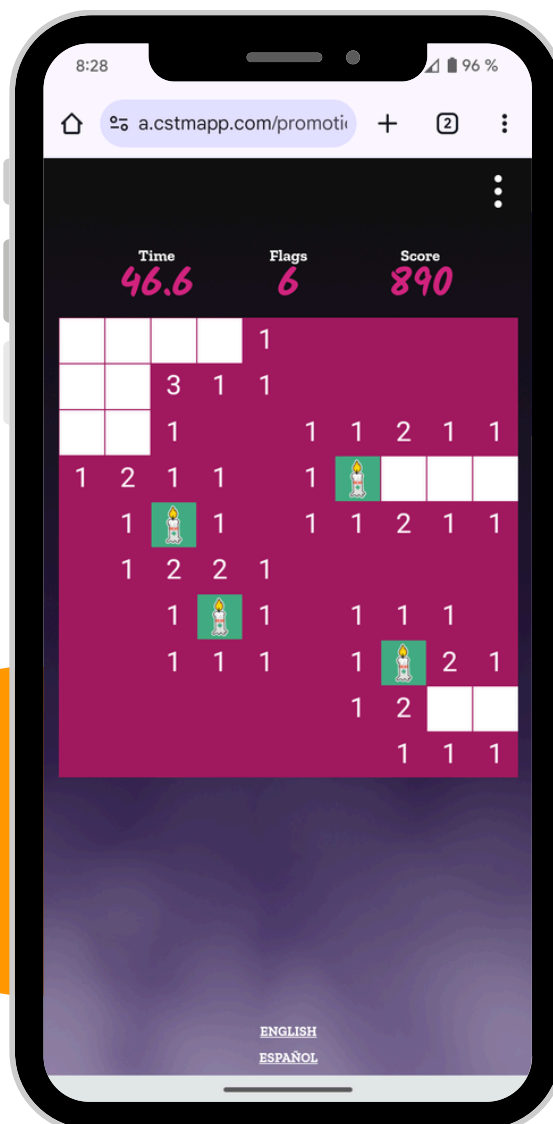 8:28 96 %
a.cstmapp.com/promoti 2
Time Flags Score
46.6 6 890
1
3 1 1
1 1 1 2 1 1
1 2 1 1 1
1 1 1 1 2 1 1
1 2 2 1
1 1 1 1 1
1 1 1 1 2 1
1 2
1 1 1
ENGLISH
ESPAÑOL